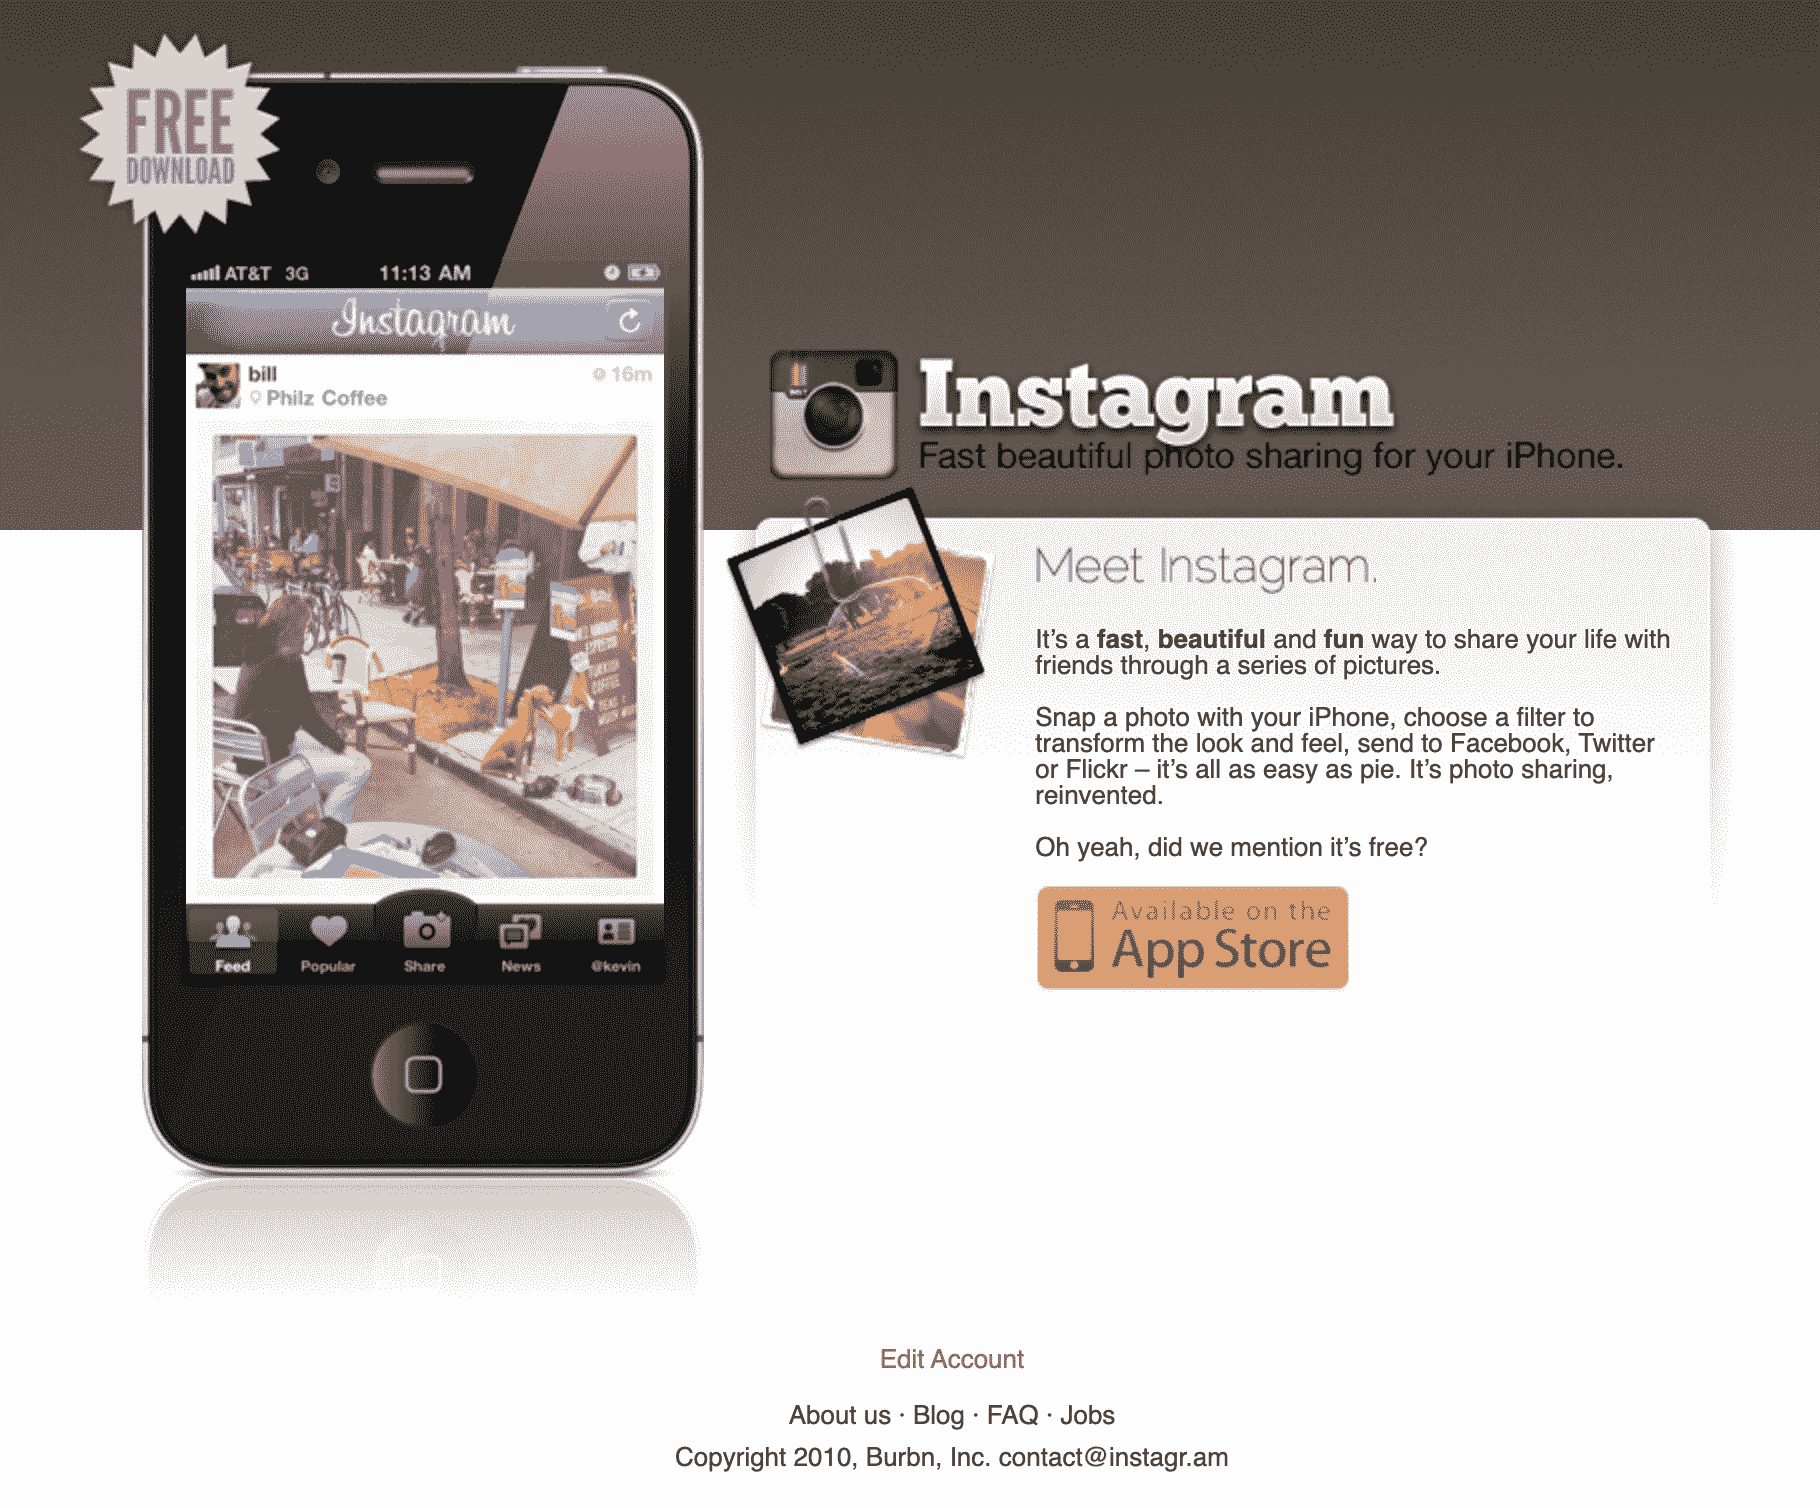 FREE
DOWNLOAD
AT&T 3G 11:13 AM
Instagram
bill
16m
Philz Coffee
Feed Popular Share News @kevin
Instagram
Fast beautiful photo sharing for your iPhone.
Meet Instagram.
It’s a fast, beautiful and fun way to share your life with
friends through a series of pictures.
Snap a photo with your iPhone, choose a filter to
transform the look and feel, send to Facebook, Twitter
or Flickr – it’s all as easy as pie. It’s photo sharing,
reinvented.
Oh yeah, did we mention it’s free?
Available on the
App Store
Edit Account
About us · Blog · FAQ · Jobs
Copyright 2010, Burbn, Inc. contact@instagr.am